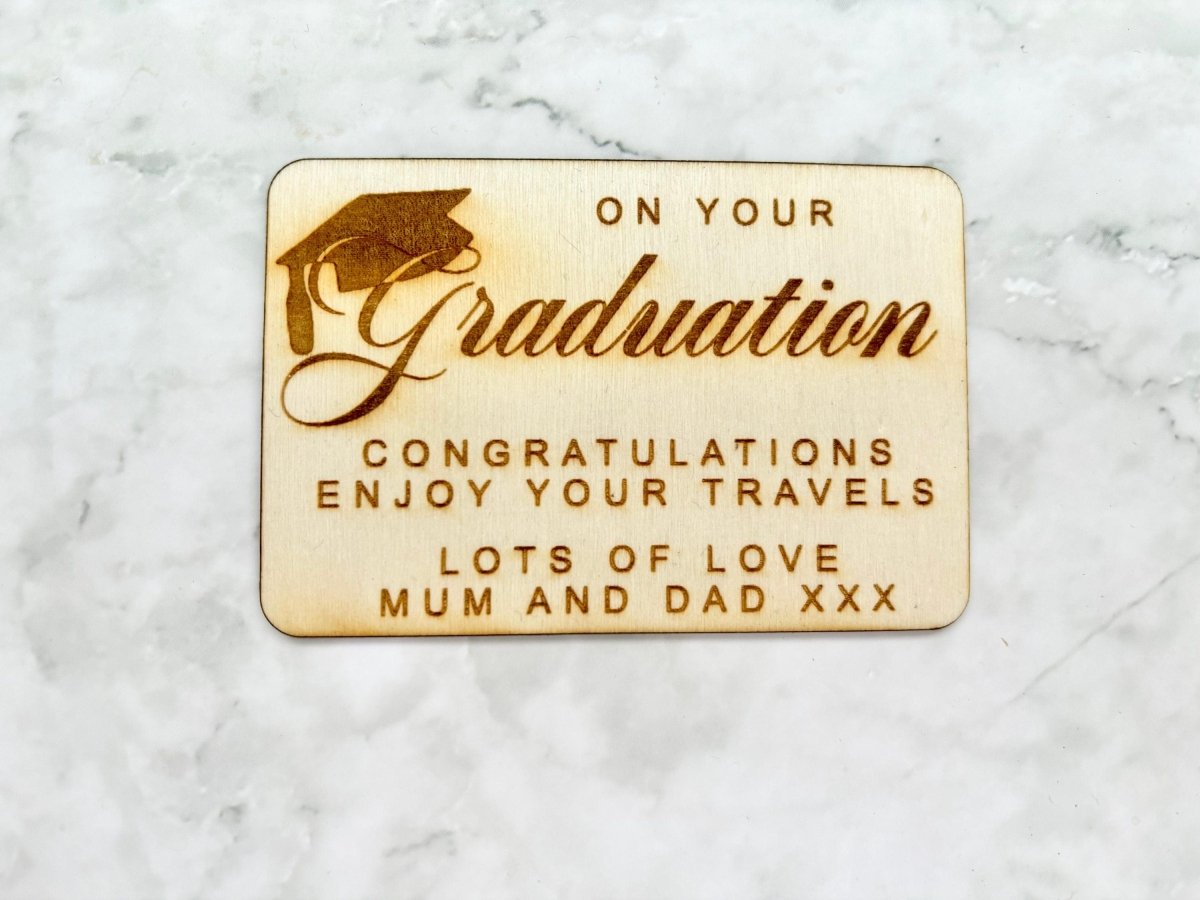 ON YOUR
Graduation
CONGRATULATIONS
ENJOY YOUR TRAVELS
LOTS OF LOVE
MUM AND DAD XXX